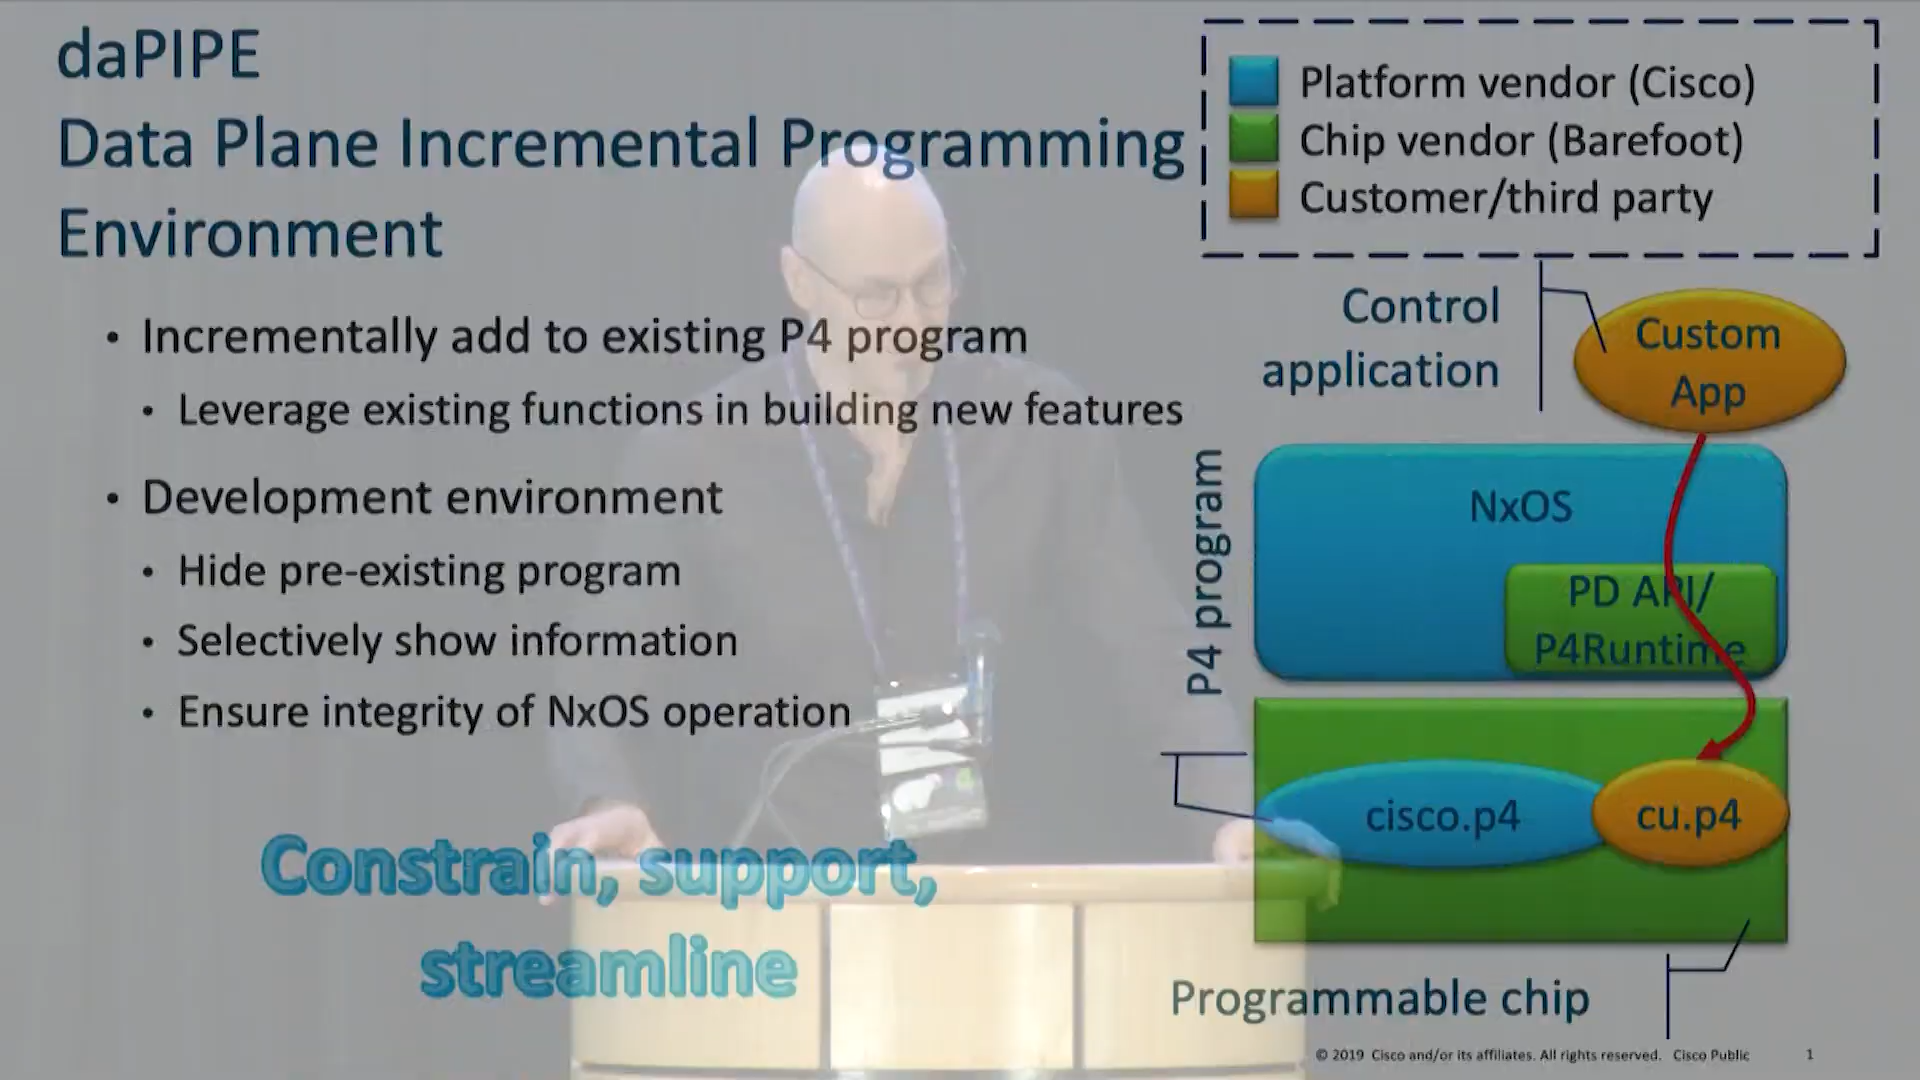 daPIPE
Data Plane Incremental Programming
Environment
• Incrementally add to existing P4 program
• Leverage existing functions in building new features
• Development environment
• Hide pre-existing program
• Selectively show information
• Ensure integrity of NxOS operation
Constrain, support,
streamline
Platform vendor (Cisco)
Chip vendor (Barefoot)
Customer/third party
Control
application
Custom
App
P4 program
NxOS
PD API/
P4Runtime
cisco.p4
cu.p4
Programmable chip
© 2019 Cisco and/or its affiliates. All rights reserved. Cisco Public
1